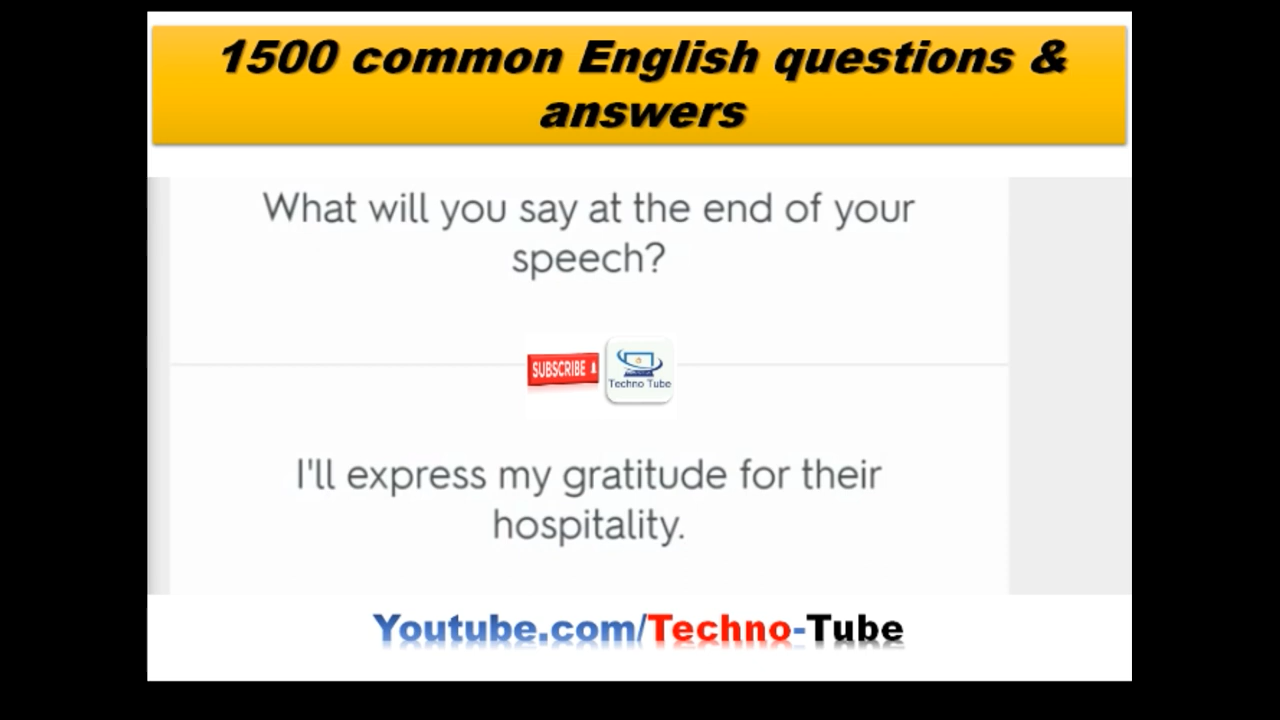 1500 common English questions &
answers
What will you say at the end of your
speech?
SUBSCRIBE
Techno Tube
I'll express my gratitude for their
hospitality.
Youtube.com/Techno-Tube